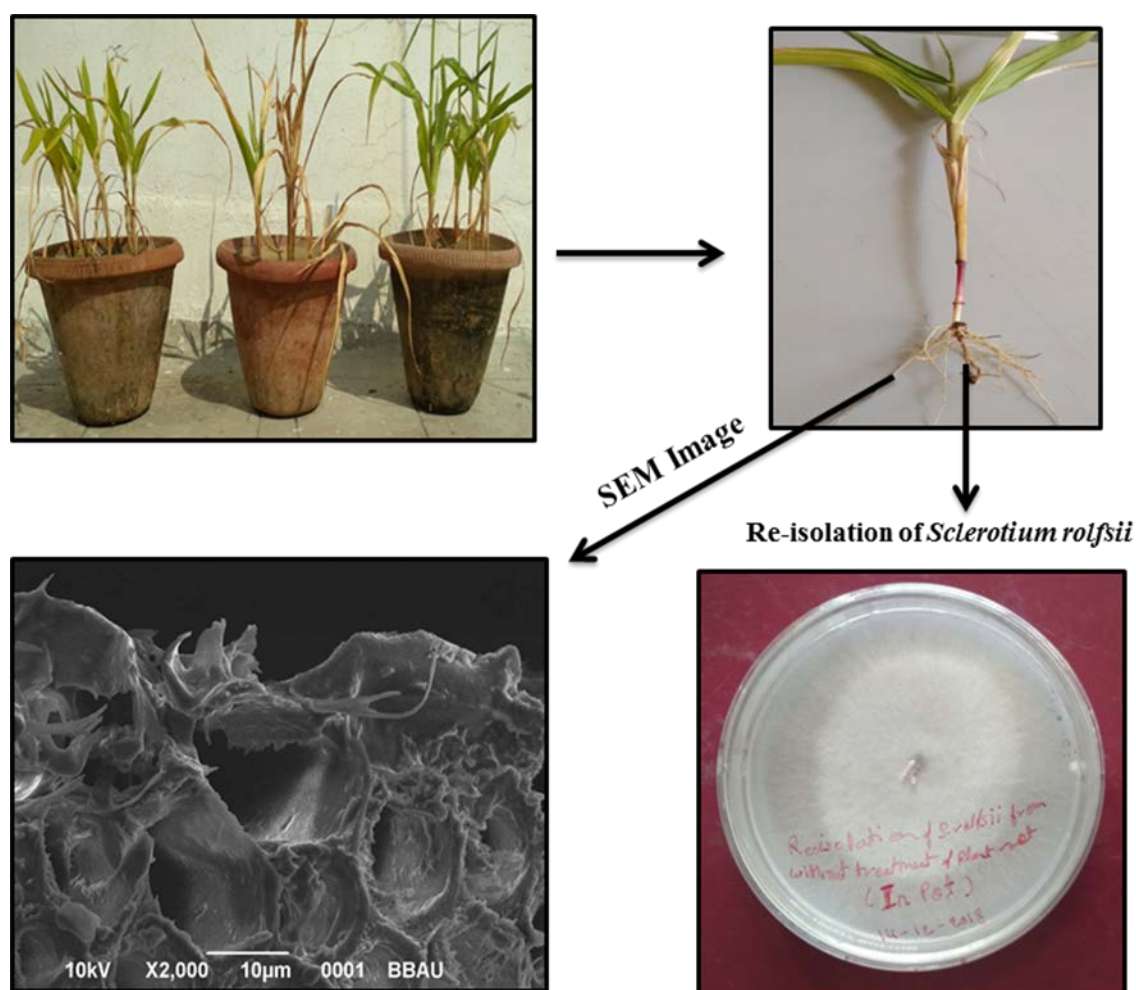 SEM Image
Re-isolation of Sclerotium rolfsii
10kV X2,000 10µm 0001 BBAU
Reisolation of S.rolfsii from
without treatment of Plant root
(In Pot)
14-12-2018